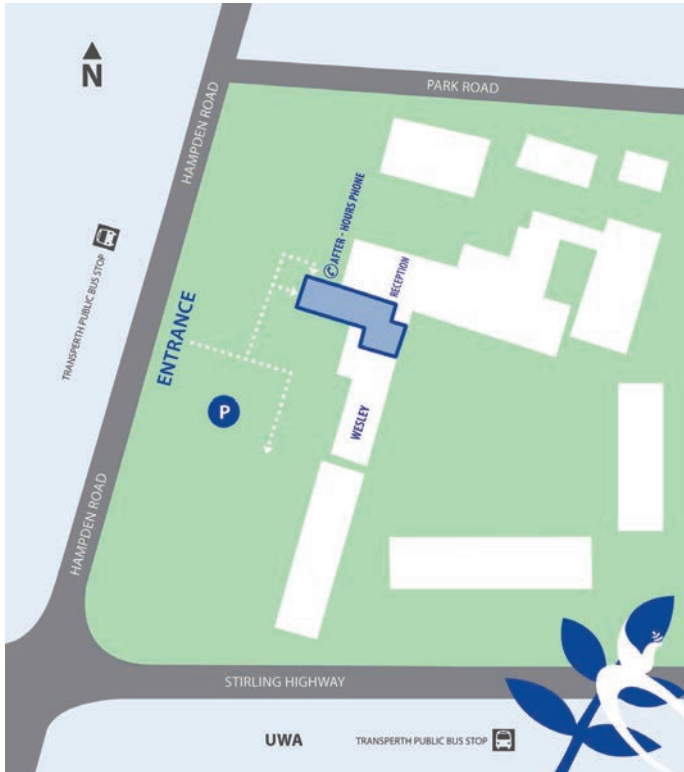 N
HAMPDEN ROAD
PARK ROAD
AFTER - HOURS PHONE
RECEPTION
TRANSPERTH PUBLIC BUS STOP
ENTRANCE
P
WESLEY
HAMPDEN ROAD
STIRLING HIGHWAY
UWA
TRANSPERTH PUBLIC BUS STOP